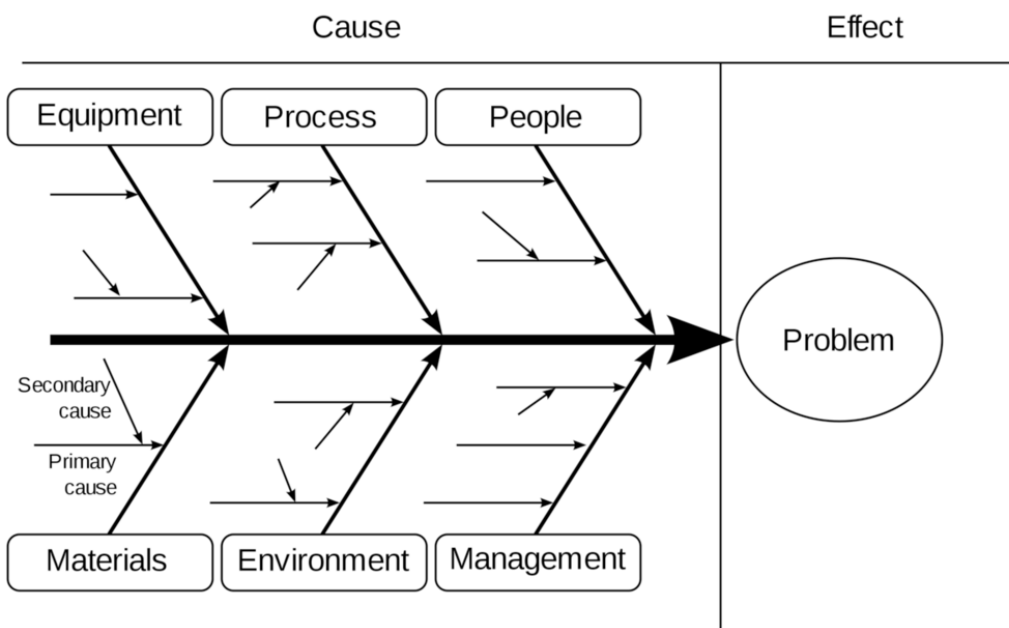 Cause
Effect
Equipment
Process
People
Problem
Secondary
cause
Primary
cause
Materials
Environment
Management